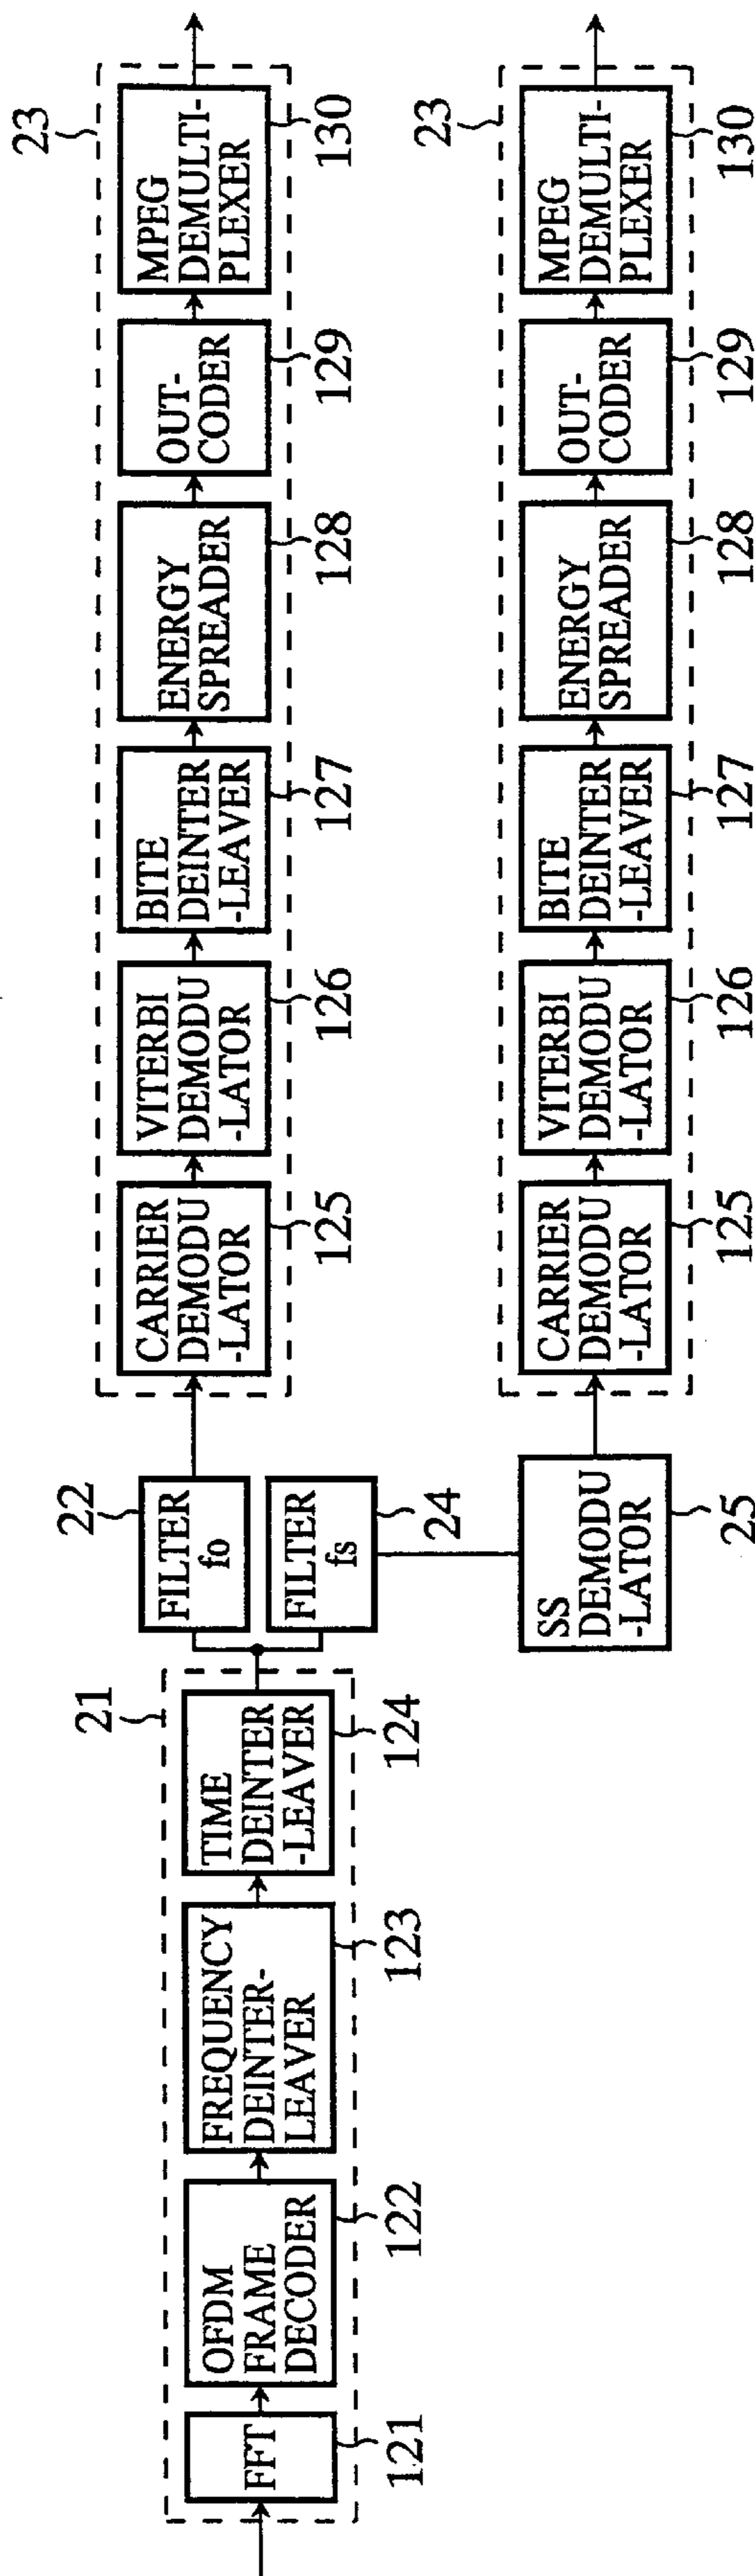 21
FFT
121
OFDM
FRAME
DECODER
122
FREQUENCY
DEINTER-
LEAVER
123
TIME
DEINTER
-LEAVER
124
22
FILTER
fo
FILTER
fs
24
23
CARRIER
DEMODU
-LATOR
125
VITERBI
DEMODU
-LATOR
126
BITE
DEINTER
-LEAVER
127
ENERGY
SPREADER
128
OUT-
CODER
129
MPEG
DEMULTI-
PLEXER
130
SS
DEMODU
-LATOR
25
23
CARRIER
DEMODU
-LATOR
125
VITERBI
DEMODU
-LATOR
126
BITE
DEINTER
-LEAVER
127
ENERGY
SPREADER
128
OUT-
CODER
129
MPEG
DEMULTI-
PLEXER
130